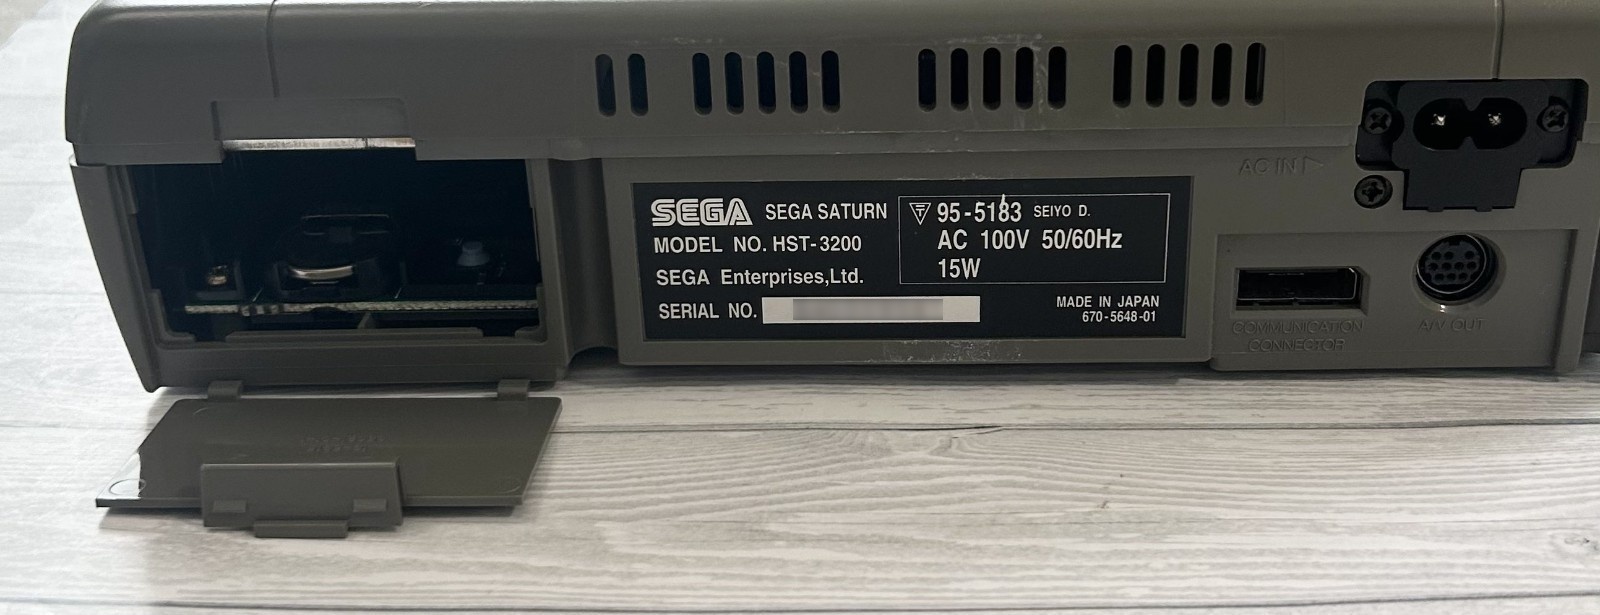 SEGA SEGA SATURN
MODEL NO. HST-3200
SEGA Enterprises,Ltd.
SERIAL NO.
T 95-5183 SEIYO D.
AC 100V 50/60Hz
15W
MADE IN JAPAN
670-5648-01
AC IN
COMMUNICATION
CONNECTOR
A/V OUT